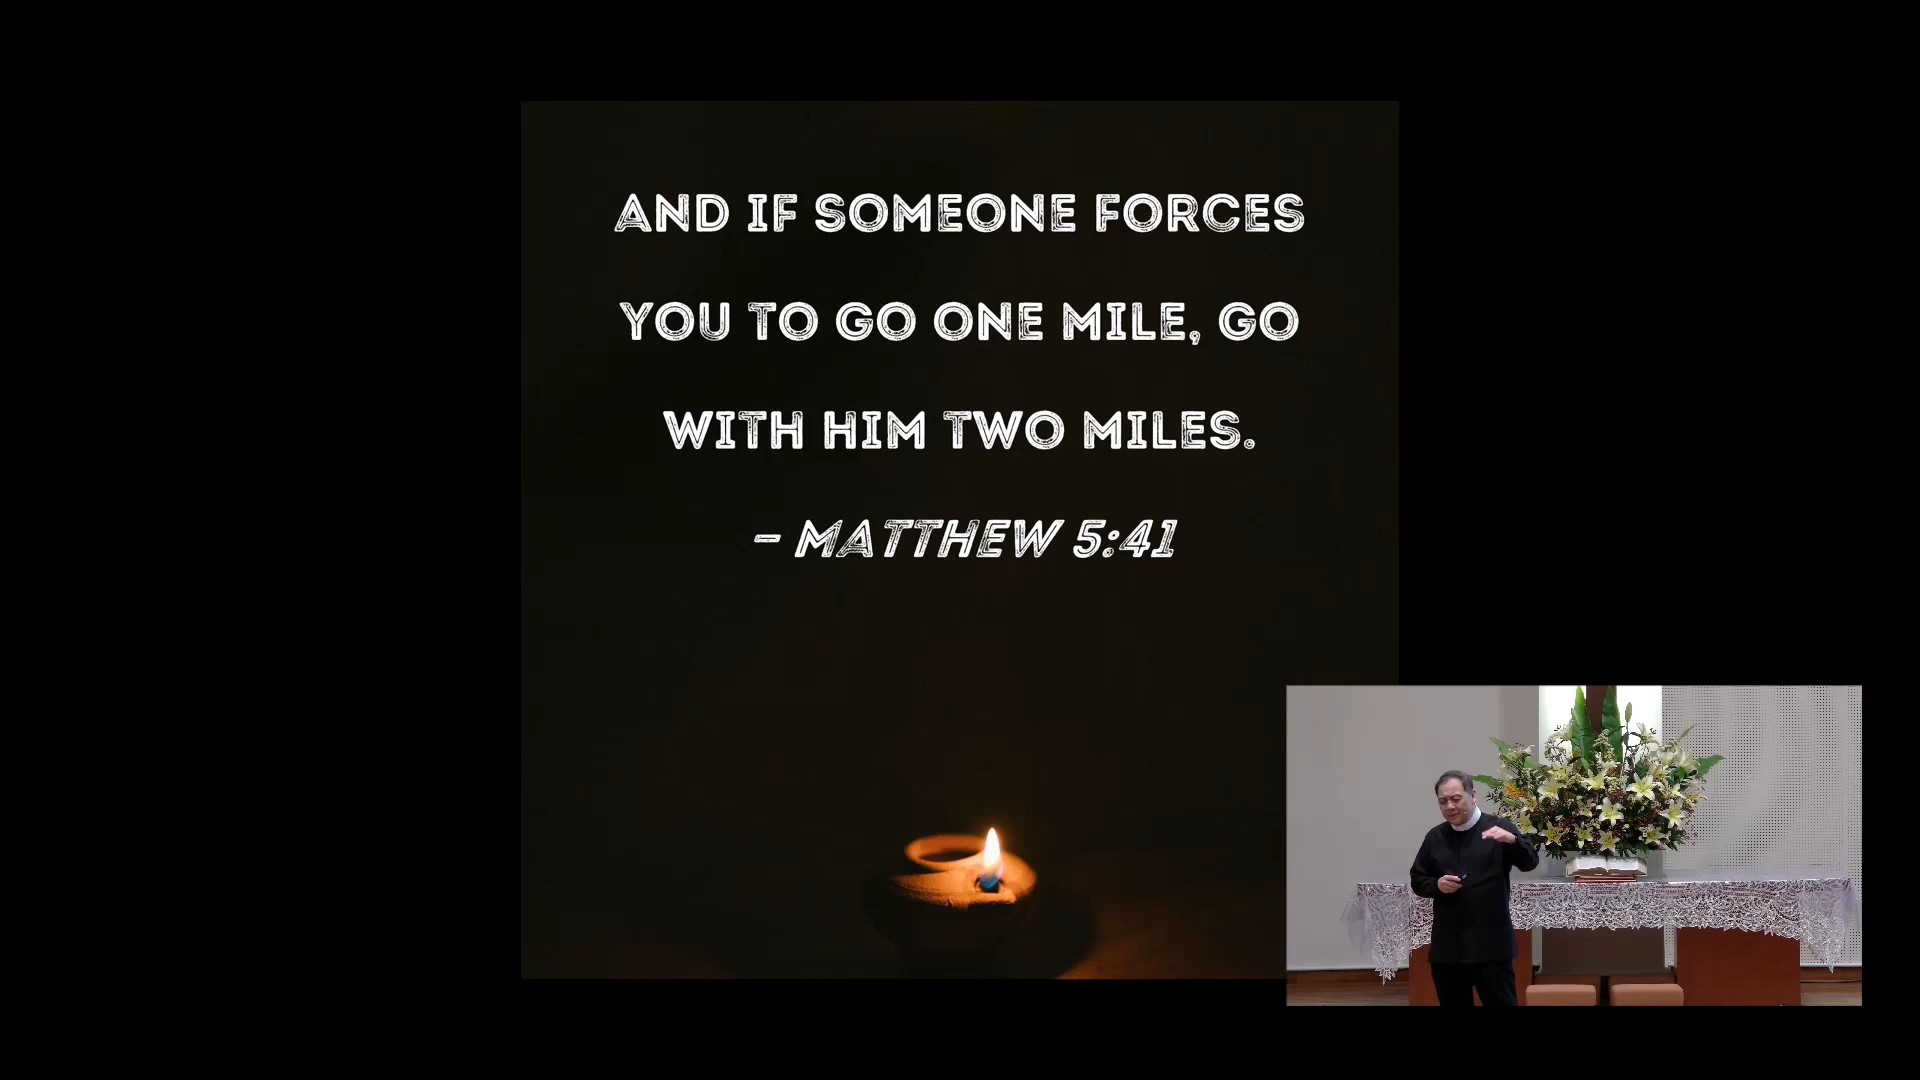 AND IF SOMEONE FORCES
YOU TO GO ONE MILE, GO
WITH HIM TWO MILES.
– MATTHEW 5:41